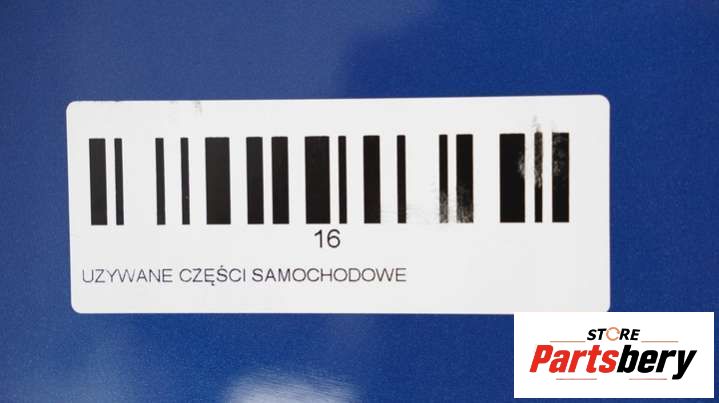 16
UZYWANE CZĘŚCI SAMOCHODOWE
STORE
Partsbery